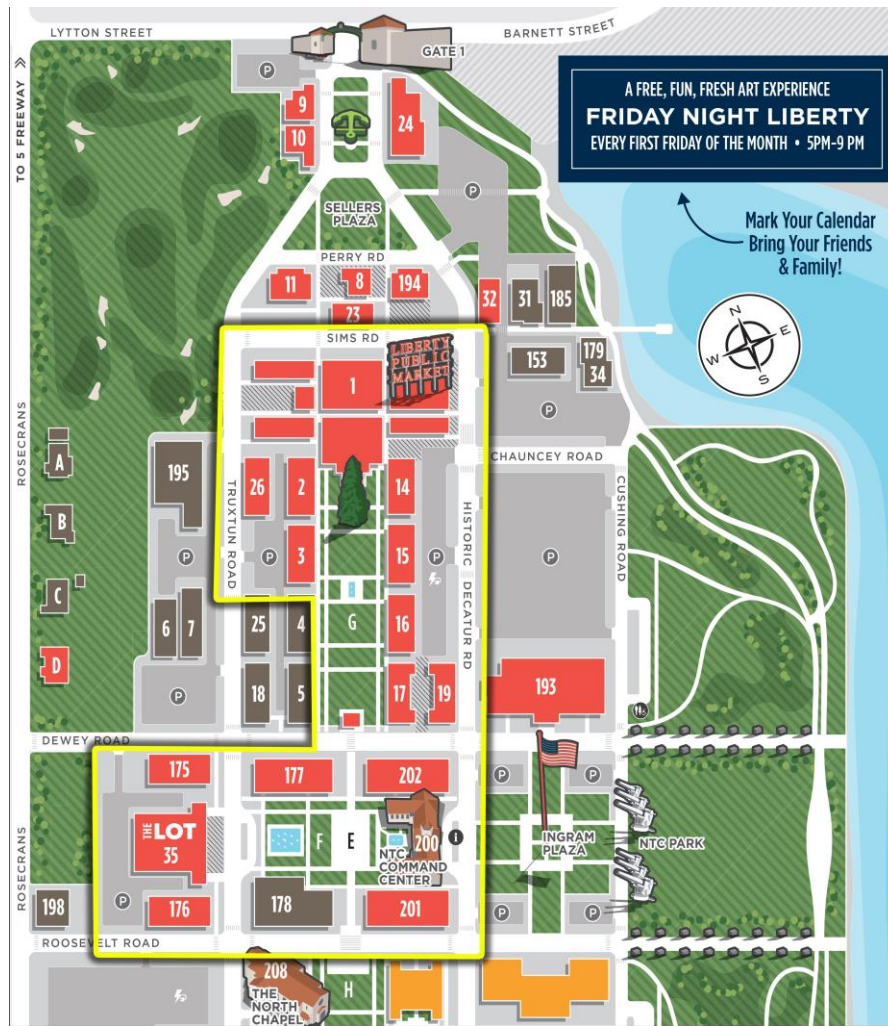 LYTTON STREET
BARNETT STREET
GATE 1
TO 5 FREEWAY >>
P
A FREE, FUN, FRESH ART EXPERIENCE
FRIDAY NIGHT LIBERTY
EVERY FIRST FRIDAY OF THE MONTH • 5PM-9 PM
9
10
24
P
SELLERS
PLAZA
Mark Your Calendar
Bring Your Friends
& Family!
PERRY RD
11
8
194
32
31
185
23
N
E
S
W
SIMS RD
LIBERTY
PUBLIC
MARKET
1
153
179
34
P
ROSECRANS
CHAUNCEY ROAD
A
195
26
2
14
TRUXTUN ROAD
HISTORIC DECATUR RD
CUSHING ROAD
B
P
P
3
15
P
P
C
6
7
25
4
G
16
D
P
18
5
17
19
193
DEWEY ROAD
175
177
202
P
P
THE
LOT
35
F
E
200
i
NTC
COMMAND
CENTER
INGRAM
PLAZA
NTC PARK
ROSECRANS
198
P
176
178
201
P
P
ROOSEVELT ROAD
208
THE
NORTH
CHAPEL
H